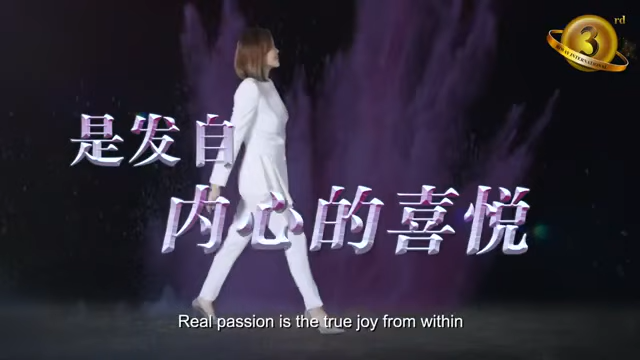 3rd
是发自
内心的喜悦
Real passion is the true joy from within